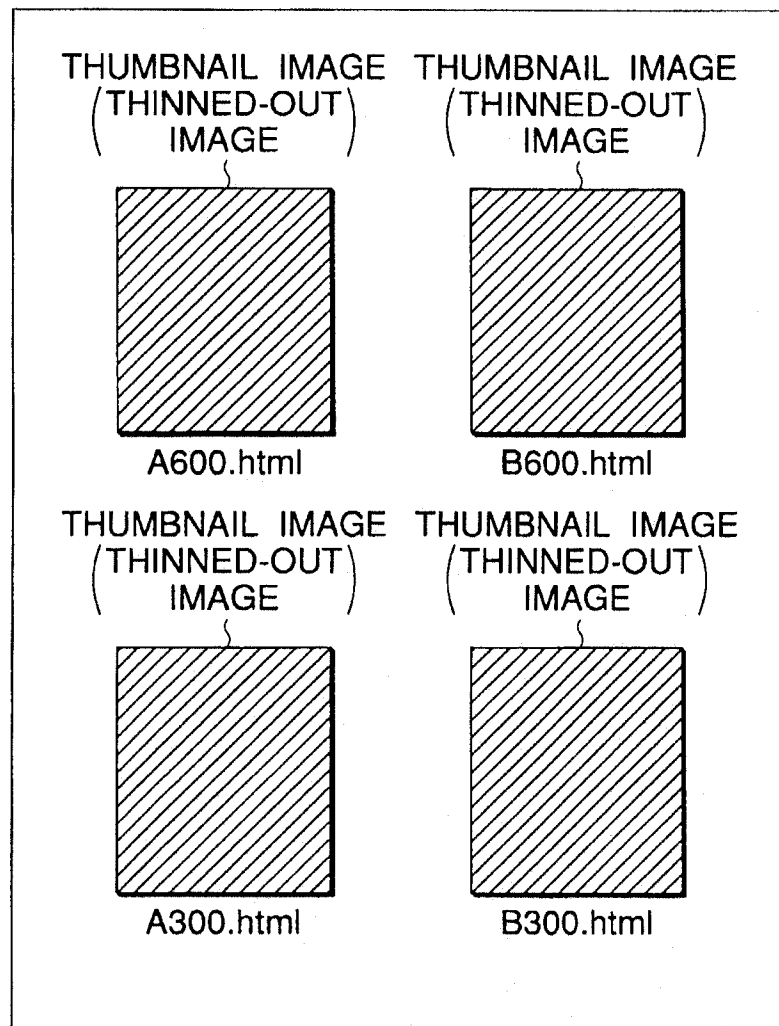 THUMBNAIL IMAGE
(THINNED-OUT
IMAGE)
THUMBNAIL IMAGE
(THINNED-OUT
IMAGE)
A600.html
B600.html
THUMBNAIL IMAGE
(THINNED-OUT
IMAGE)
THUMBNAIL IMAGE
(THINNED-OUT
IMAGE)
A300.html
B300.html